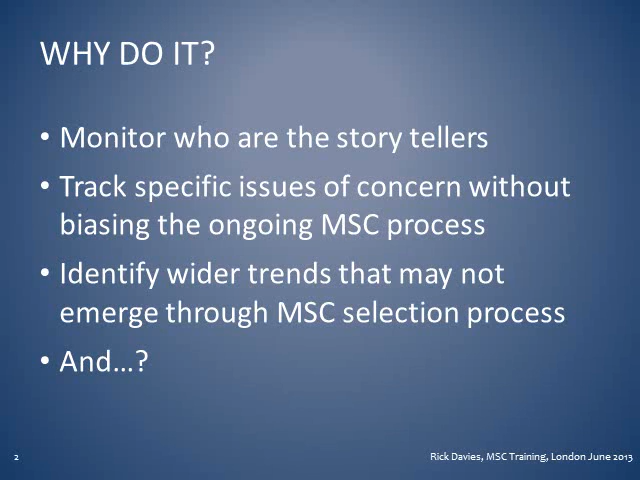 WHY DO IT?
• Monitor who are the story tellers
• Track specific issues of concern without
biasing the ongoing MSC process
• Identify wider trends that may not
emerge through MSC selection process
• And…?
2
Rick Davies, MSC Training, London June 2013